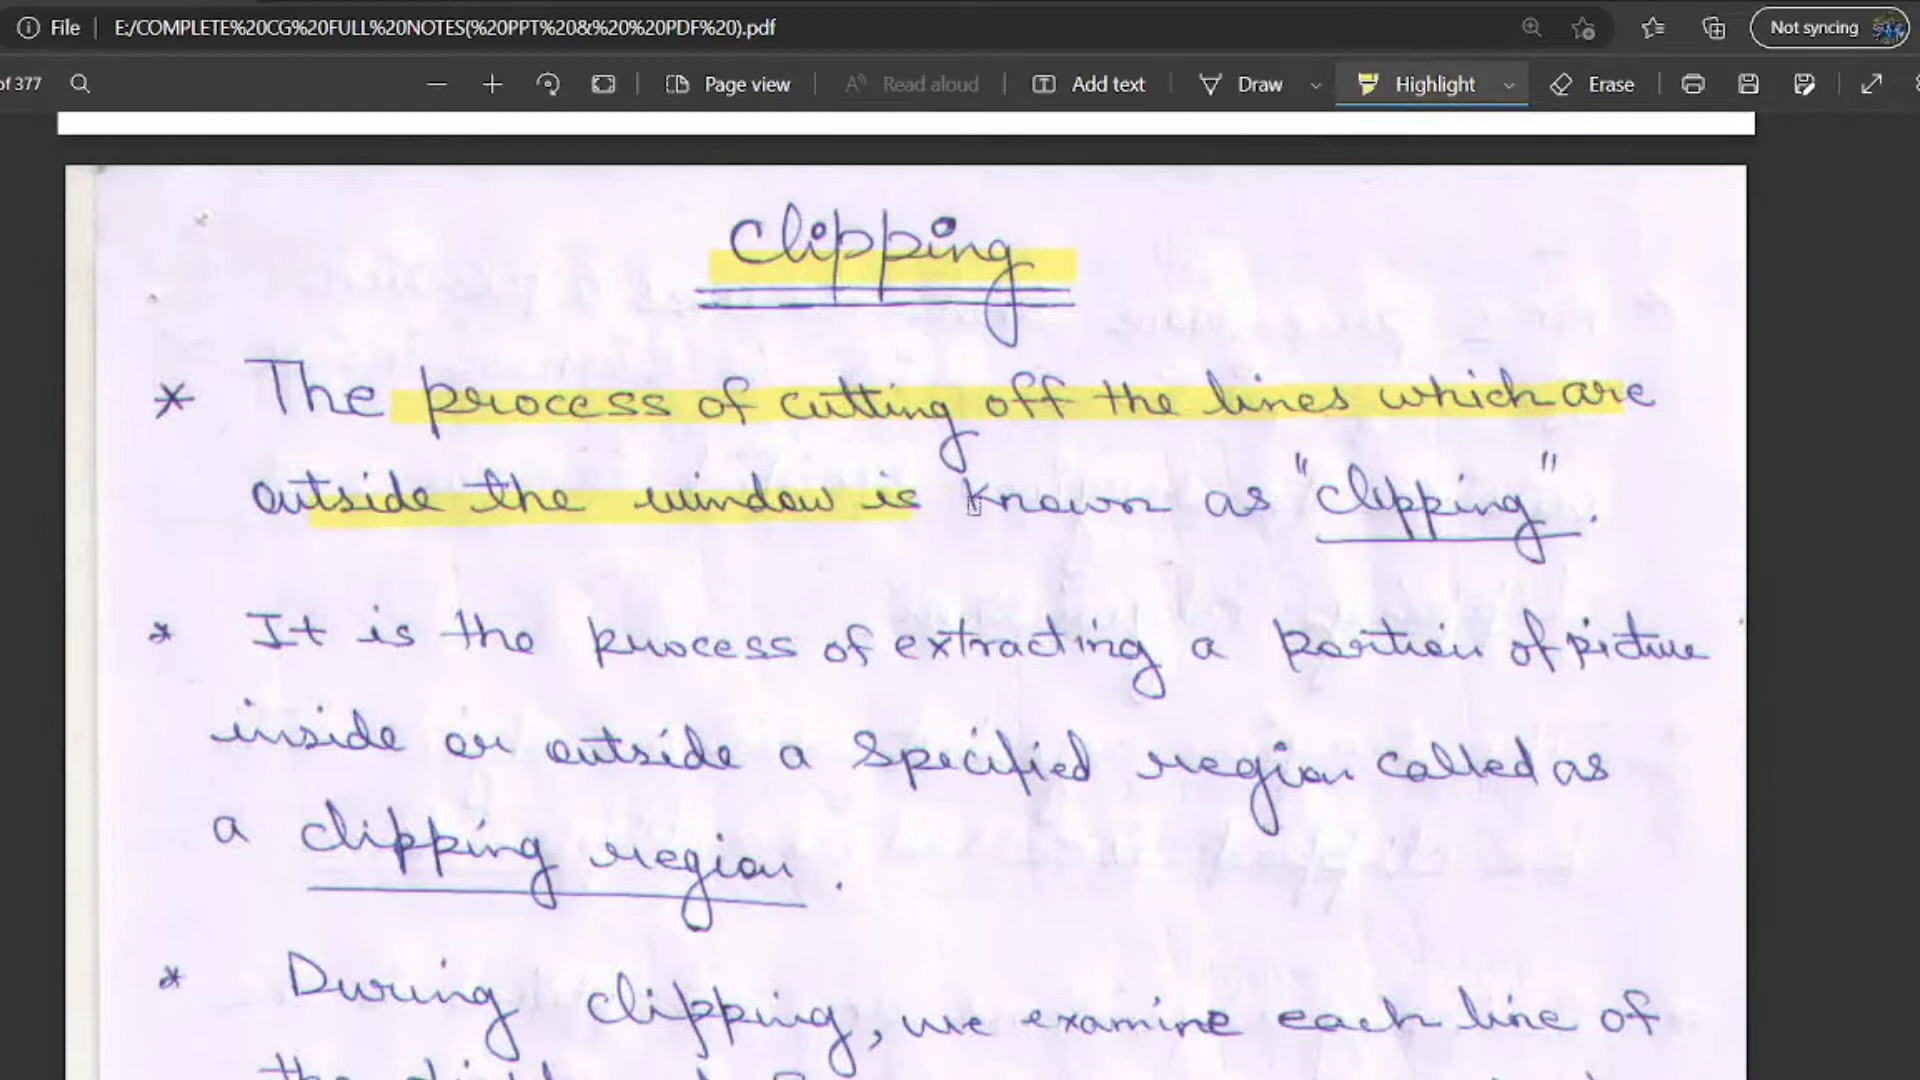 File E:/COMPLETE%20CG%20FULL%20NOTES(%20PPT%20&%20%20PDF%20).pdf Not syncing
of 377 Page view Read aloud Add text Draw Highlight Erase
Clipping
* The process of cutting off the lines which are
outside the window is known as "clipping".
* It is the process of extracting a portion of picture
inside or outside a specified region called as
a clipping region.
* During clipping, we examine each line of
the